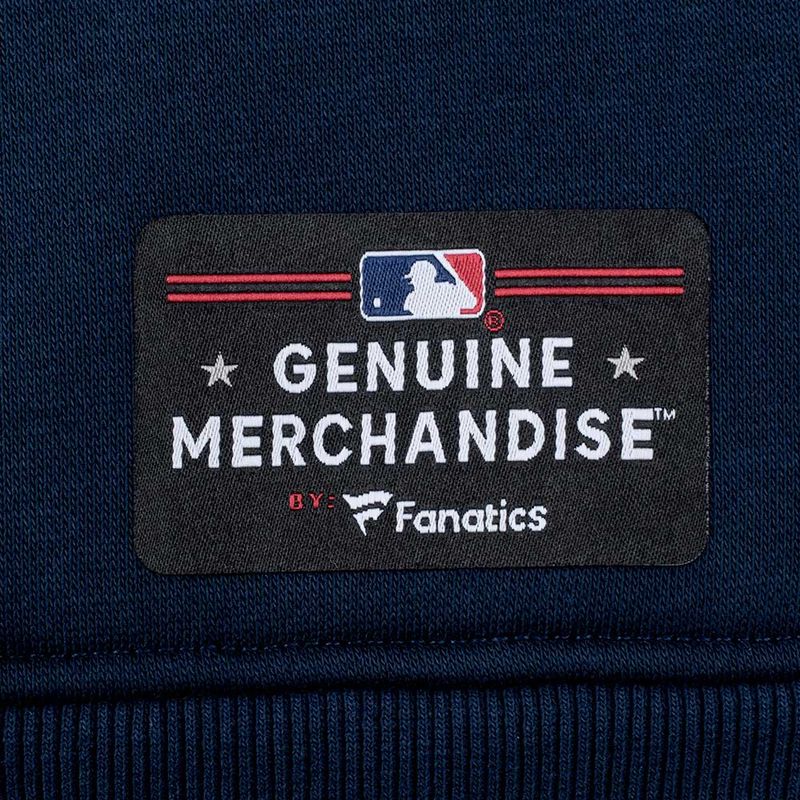 ®
★ GENUINE ★
MERCHANDISE™
BY: Fanatics